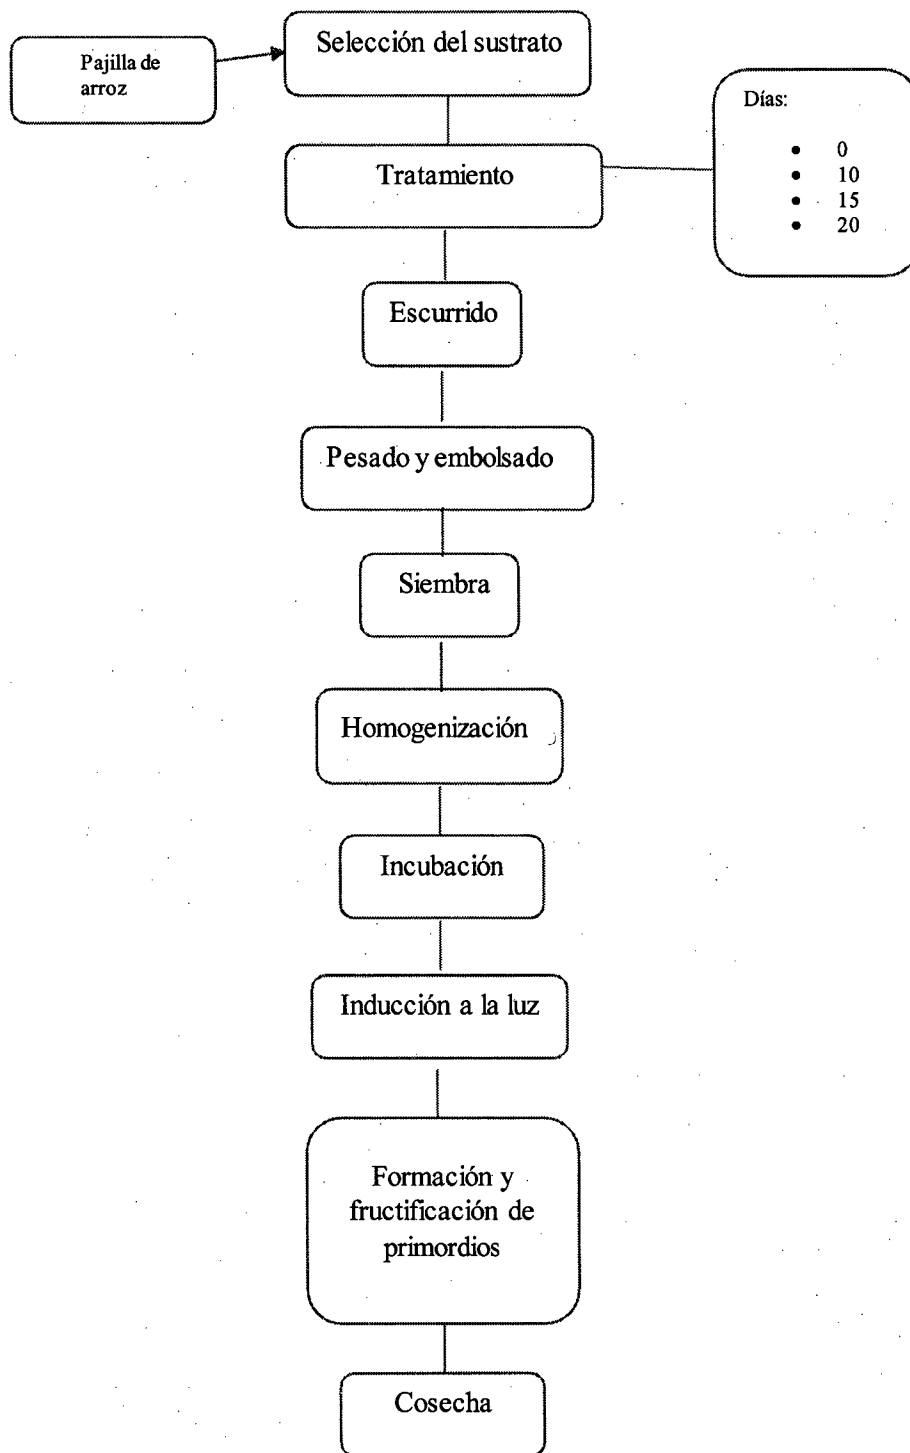 Selección del sustrato
Pajilla de
arroz
Días:
• 0
• 10
• 15
• 20
Tratamiento
Escurrido
Pesado y embolsado
Siembra
Homogenización
Incubación
Inducción a la luz
Formación y
fructificación de
primordios
Cosecha